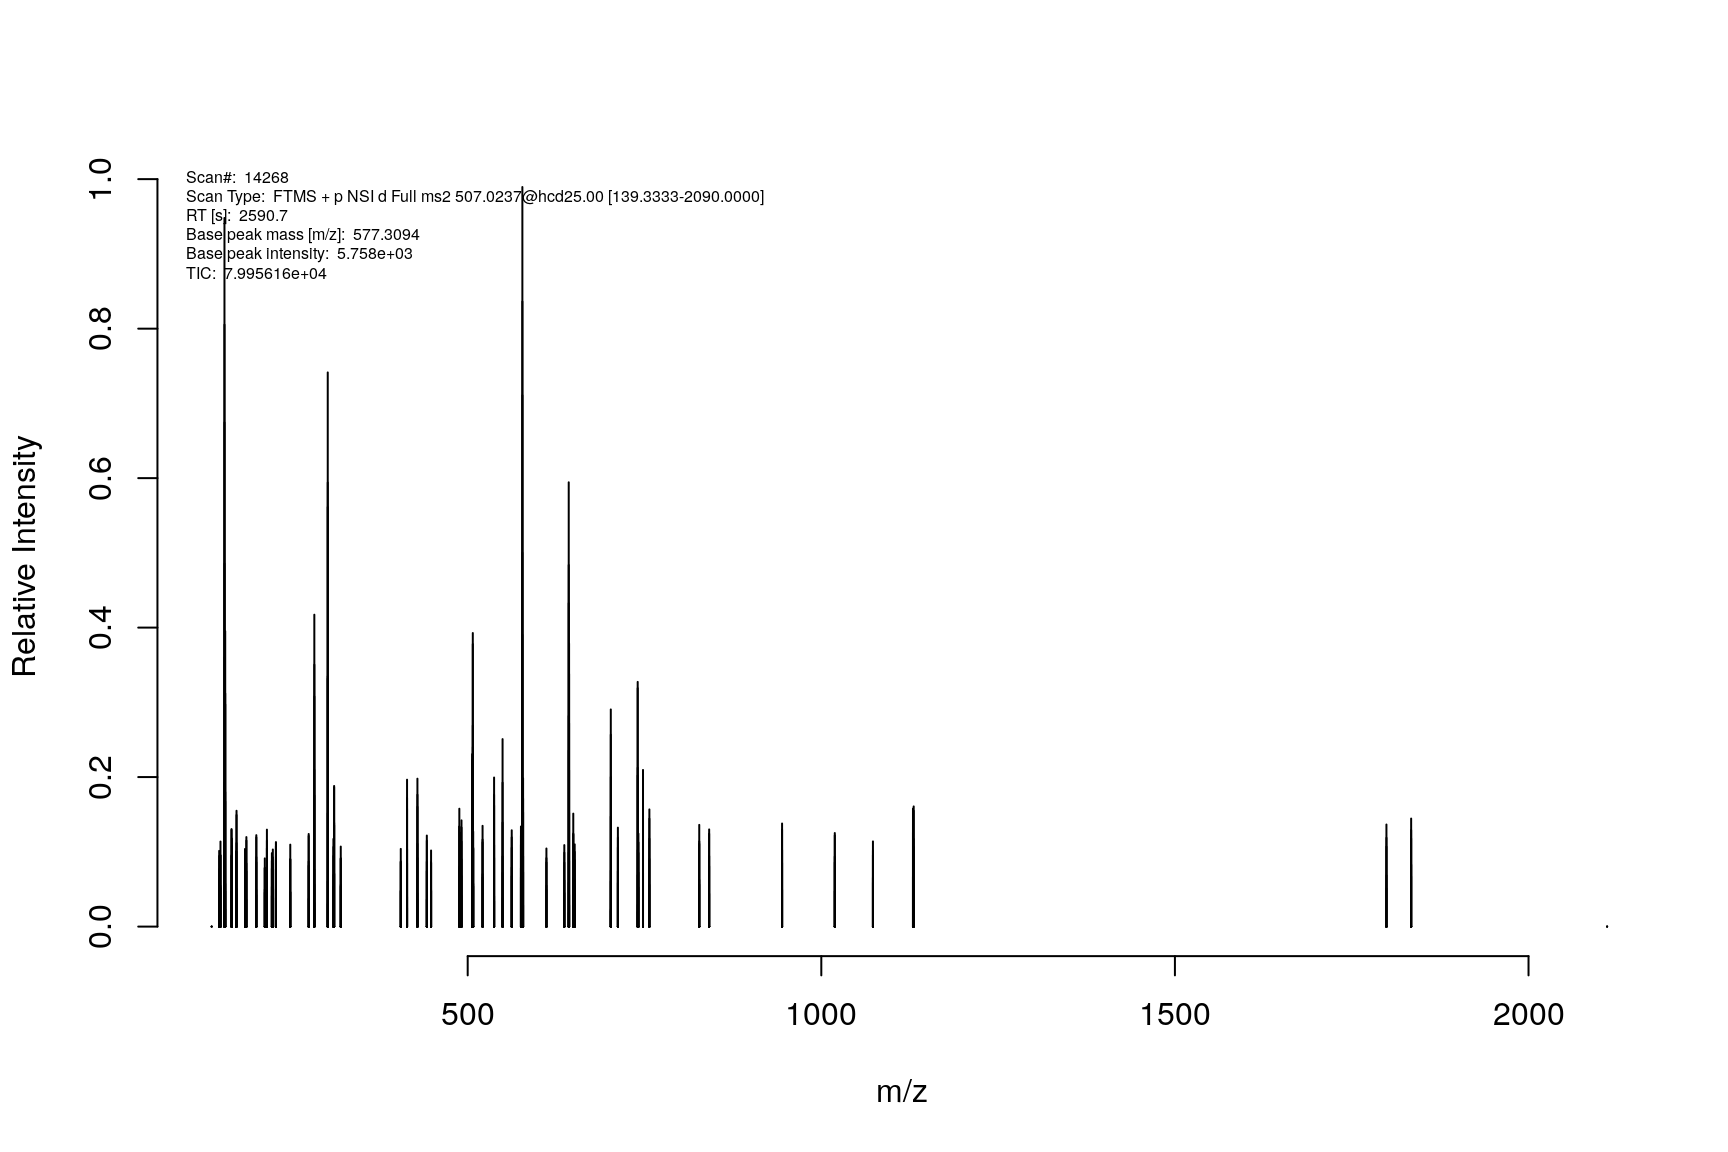 Scan#: 14268
Scan Type: FTMS + p NSI d Full ms2 507.0237@hcd25.00 [139.3333-2090.0000]
RT [s]: 2590.7
Base peak mass [m/z]: 577.3094
Base peak intensity: 5.758e+03
TIC: 7.995616e+04
Relative Intensity
1.0
0.8
0.6
0.4
0.2
0.0
500 1000 1500 2000
m/z